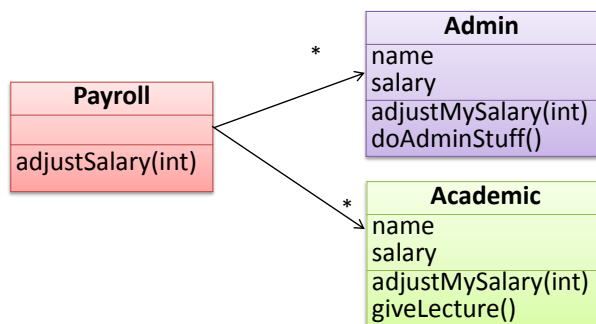 Payroll
adjustSalary(int)
*
Admin
name
salary
adjustMySalary(int)
doAdminStuff()
*
Academic
name
salary
adjustMySalary(int)
giveLecture()